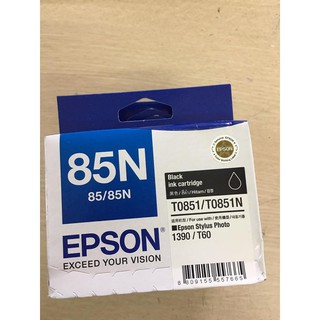 85N
85/85N
EPSON
EXCEED YOUR VISION
Black
ink cartridge
T0851/T0851N
For use with
■Epson Stylus Photo
1390 / T60
EPSON